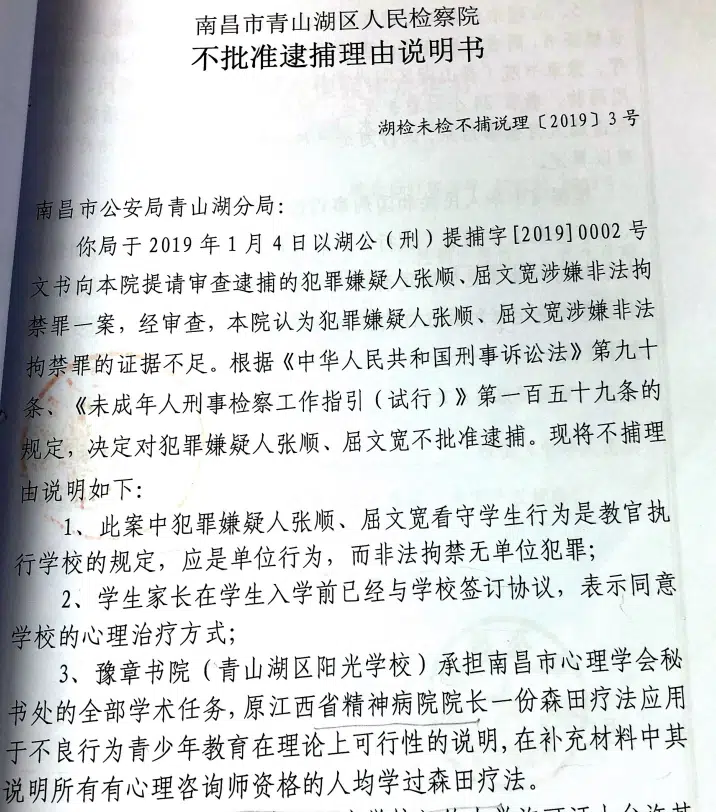 南昌市青山湖区人民检察院
不批准逮捕理由说明书
湖检未检不捕说理〔2019〕3号
南昌市公安局青山湖分局：
你局于2019年1月4日以湖公（刑）提捕字[2019]0002号
文书向本院提请审查逮捕的犯罪嫌疑人张顺、屈文宽涉嫌非法拘
禁罪一案，经审查，本院认为犯罪嫌疑人张顺、屈文宽涉嫌非法
拘禁罪的证据不足。根据《中华人民共和国刑事诉讼法》第九十
条、《未成年人刑事检察工作指引（试行）》第一百五十九条的
规定，决定对犯罪嫌疑人张顺、屈文宽不批准逮捕。现将不捕理
由说明如下：
1、此案中犯罪嫌疑人张顺、屈文宽看守学生行为是教官执
行学校的规定，应是单位行为，而非法拘禁无单位犯罪；
2、学生家长在学生入学前已经与学校签订协议，表示同意
学校的心理治疗方式；
3、豫章书院（青山湖区阳光学校）承担南昌市心理学会秘
书处的全部学术任务，原江西省精神病院院长一份森田疗法应用
于不良行为青少年教育在理论上可行性的说明，在补充材料中其
说明所有有心理咨询师资格的人均学过森田疗法。